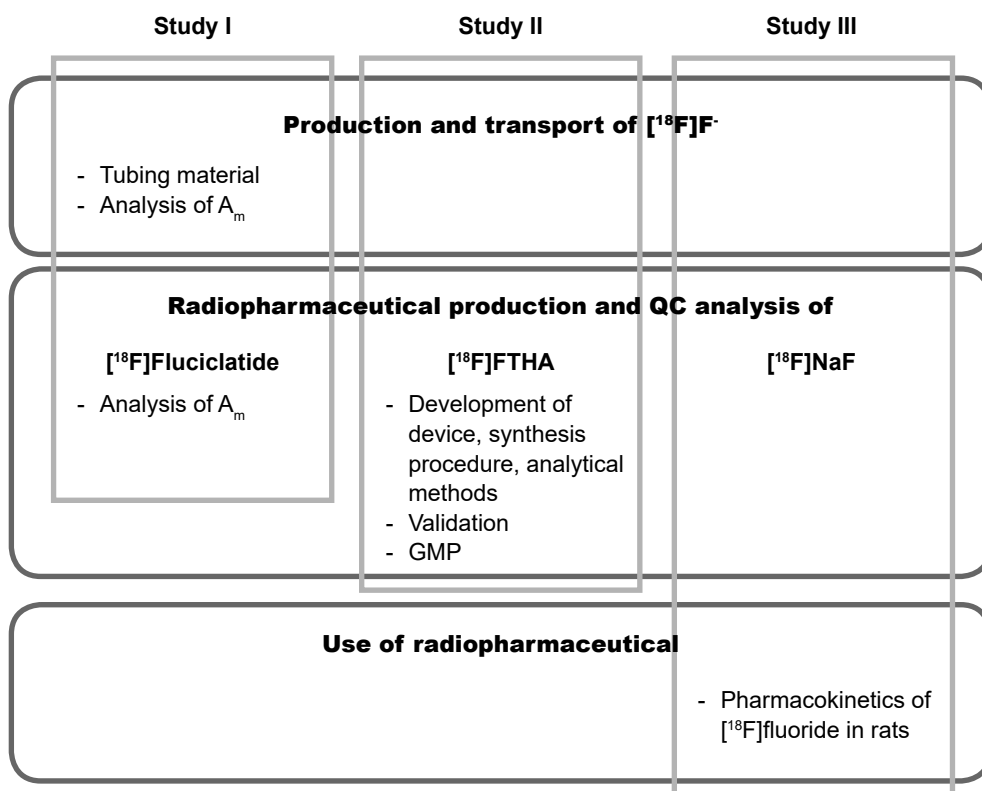 Study I Study II Study III
Production and transport of [¹⁸F]F⁻
- Tubing material
- Analysis of Aₘ
Radiopharmaceutical production and QC analysis of
[¹⁸F]Fluciclatide [¹⁸F]FTHA [¹⁸F]NaF
- Analysis of Aₘ
- Development of
device, synthesis
procedure, analytical
methods
- Validation
- GMP
Use of radiopharmaceutical
- Pharmacokinetics of
[¹⁸F]fluoride in rats